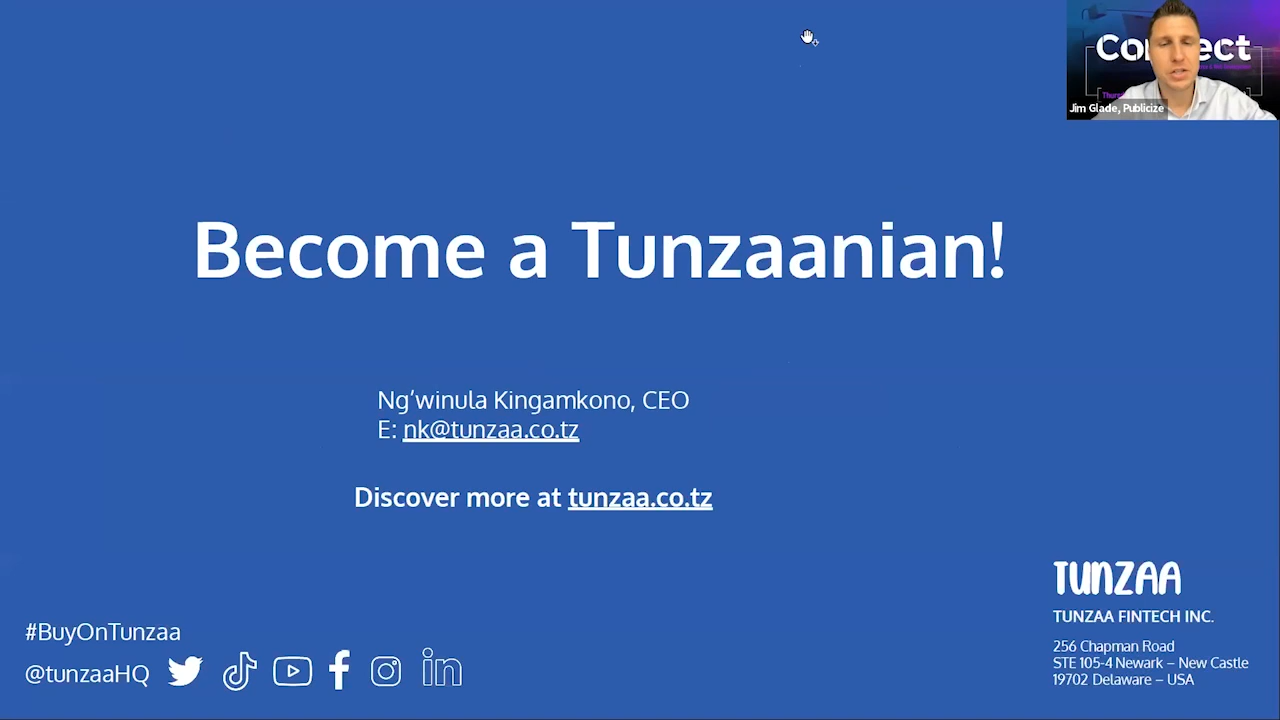 Connect
Jim Glade, Publicize
Become a Tunzaanian!
Ng’winula Kingamkono, CEO
E: nk@tunzaa.co.tz
Discover more at tunzaa.co.tz
#BuyOnTunzaa
@tunzaaHQ
TUNZAA
TUNZAA FINTECH INC.
256 Chapman Road
STE 105-4 Newark – New Castle
19702 Delaware – USA